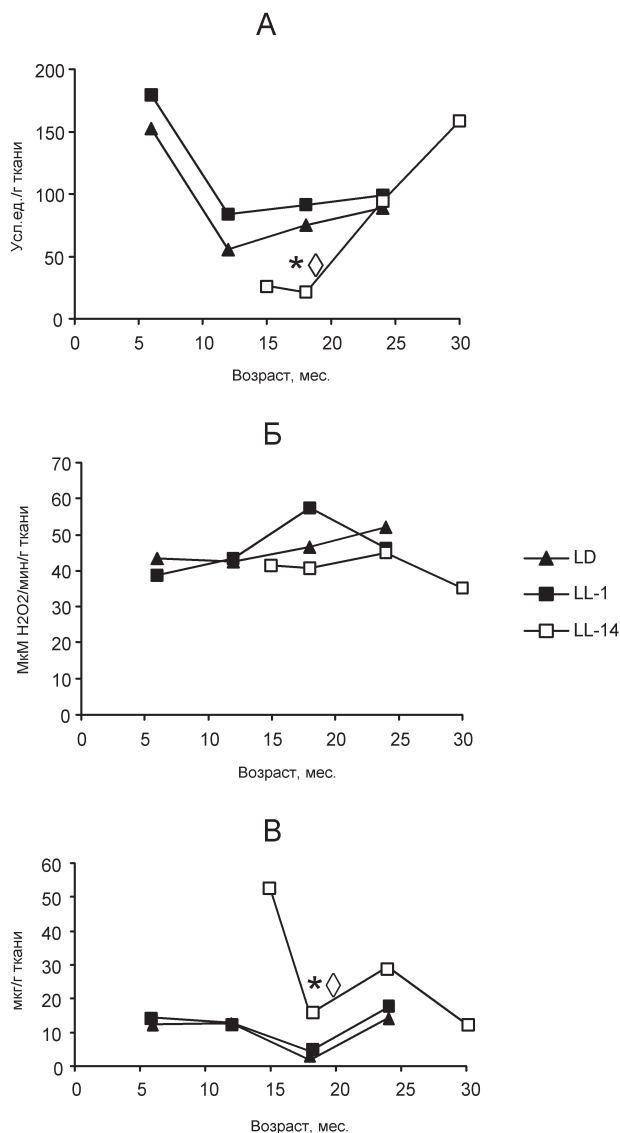 А
200
150
100
50
0
Усл.ед./г ткани
* ◊
0 5 10 15 20 25 30
Возраст, мес.
Б
70
60
50
40
30
20
10
0
МкМ H2O2/мин/г ткани
0 5 10 15 20 25 30
Возраст, мес.
LD
LL-1
LL-14
В
60
50
40
30
20
10
0
мкг/г ткани
* ◊
0 5 10 15 20 25 30
Возраст, мес.